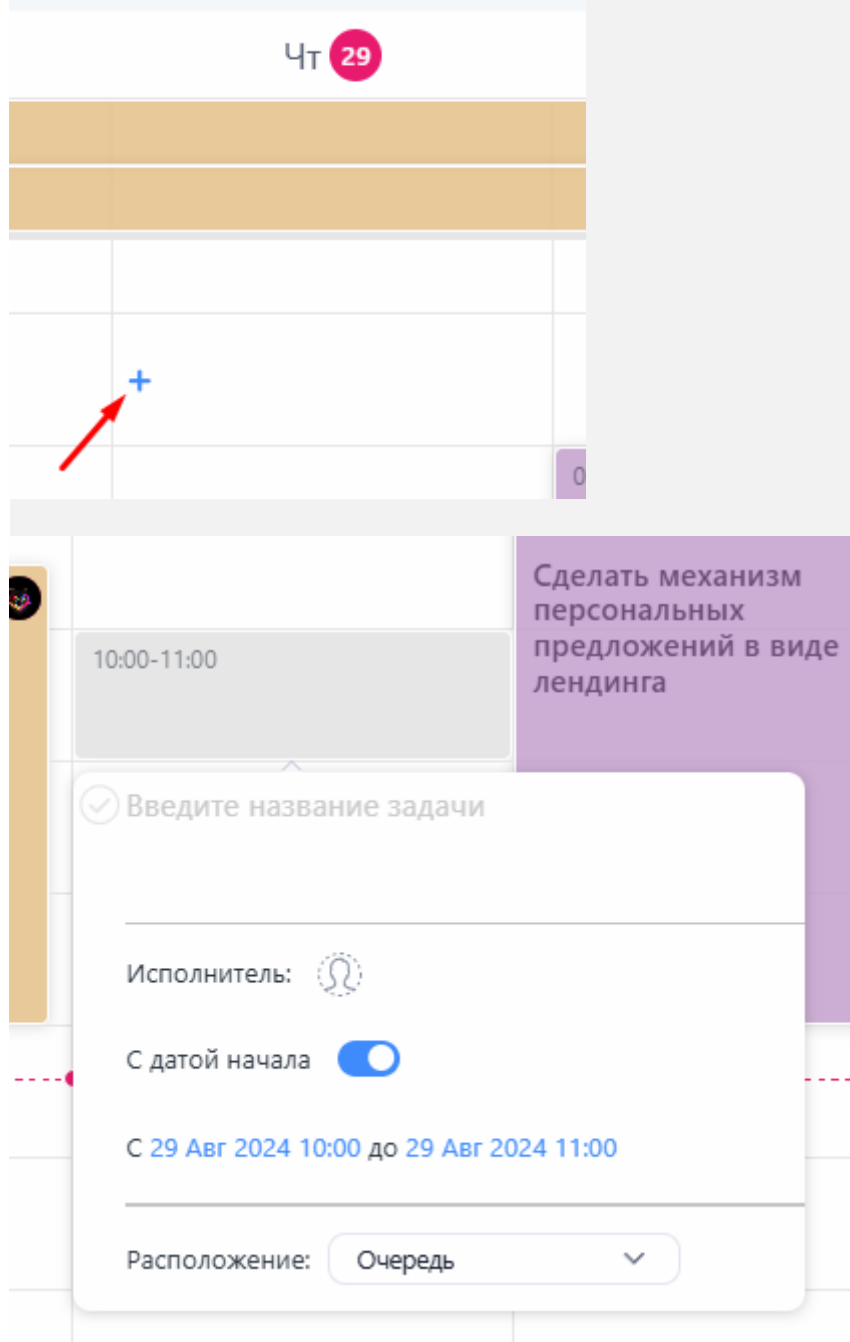 Чт 29
0
Сделать механизм
персональных
предложений в виде
лендинга
10:00-11:00
Введите название задачи
Исполнитель:
С датой начала
С 29 Авг 2024 10:00 до 29 Авг 2024 11:00
Расположение: Очередь